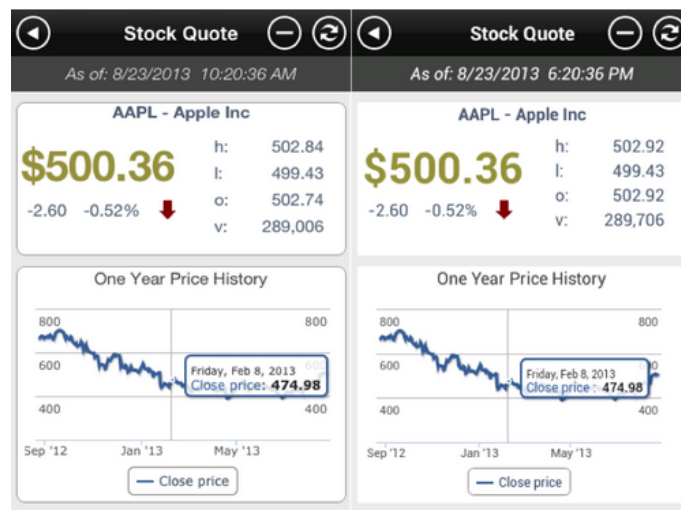 Stock Quote
As of: 8/23/2013 10:20:36 AM
AAPL - Apple Inc
$500.36
-2.60 -0.52%
h: 502.84
l: 499.43
o: 502.74
v: 289,006
One Year Price History
800 800
600 600
400 400
Friday, Feb 8, 2013
Close price: 474.98
Sep '12 Jan '13 May '13
Close price
Stock Quote
As of: 8/23/2013 6:20:36 PM
AAPL - Apple Inc
$500.36
-2.60 -0.52%
h: 502.92
l: 499.43
o: 502.92
v: 289,706
One Year Price History
800 800
600 600
400 400
Friday, Feb 8, 2013
Close price: 474.98
Sep '12 Jan '13 May '13
Close price